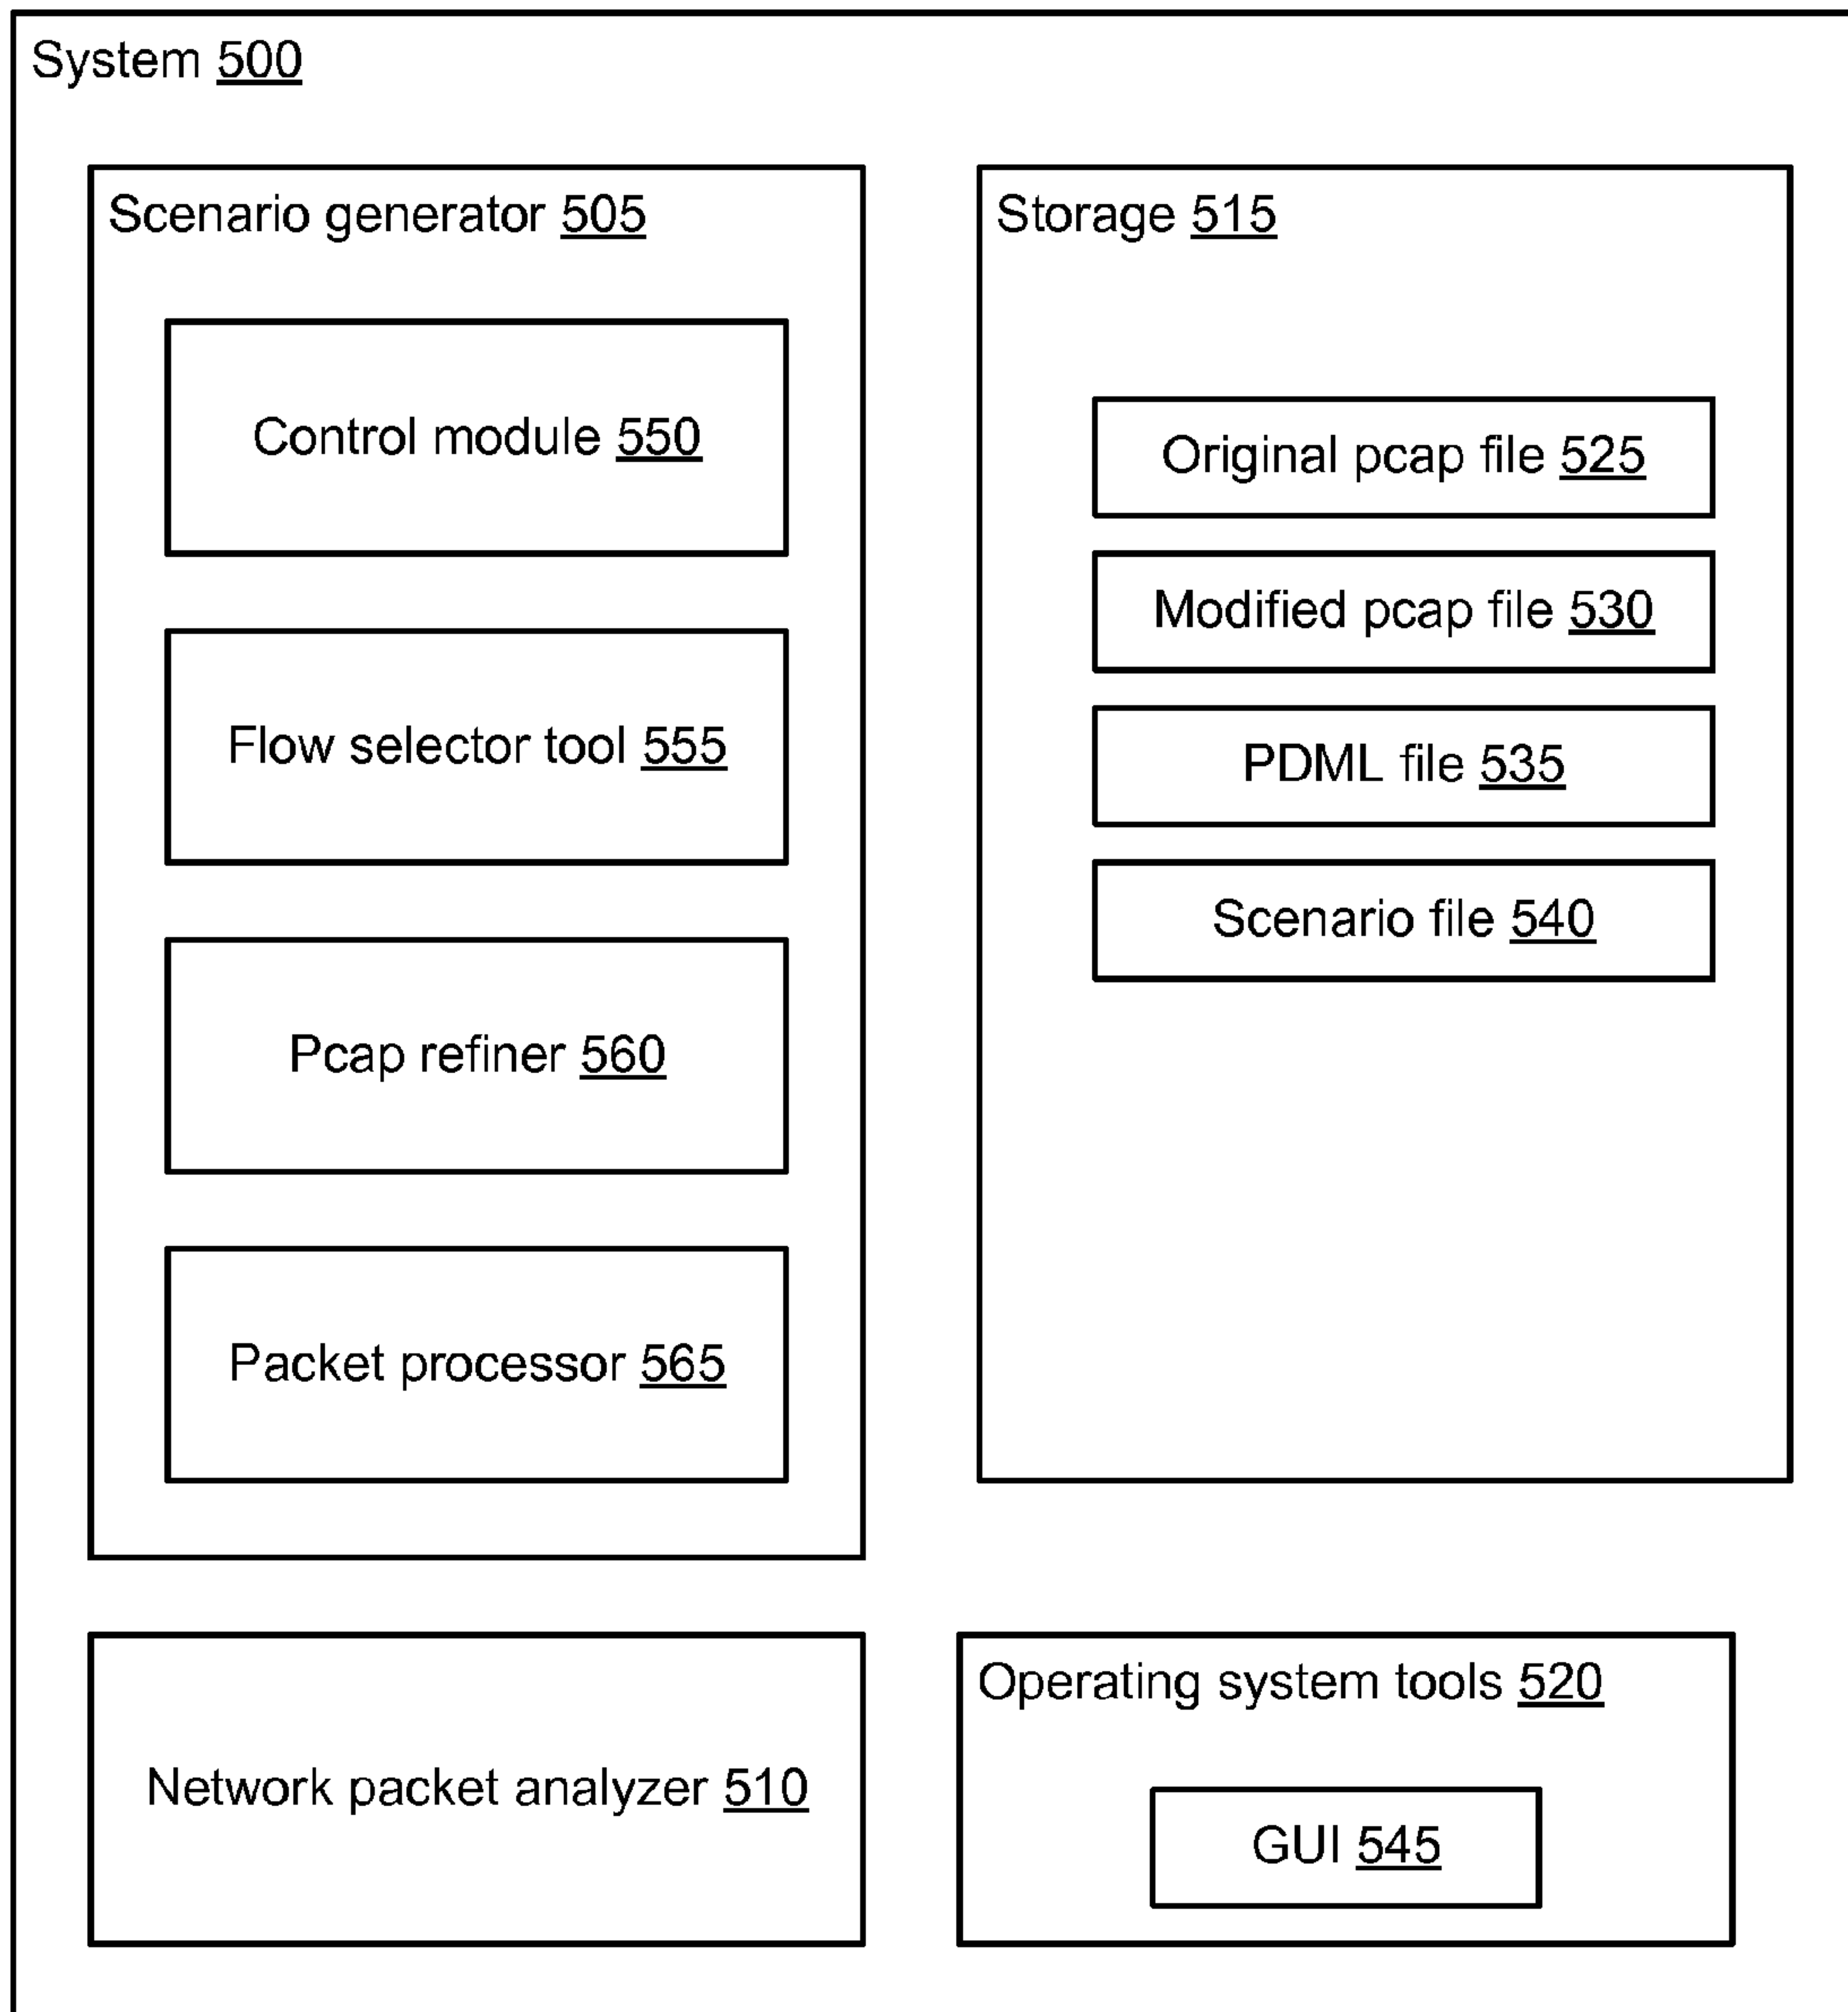 System 500
Scenario generator 505
Control module 550
Flow selector tool 555
Pcap refiner 560
Packet processor 565
Storage 515
Original pcap file 525
Modified pcap file 530
PDML file 535
Scenario file 540
Network packet analyzer 510
Operating system tools 520
GUI 545